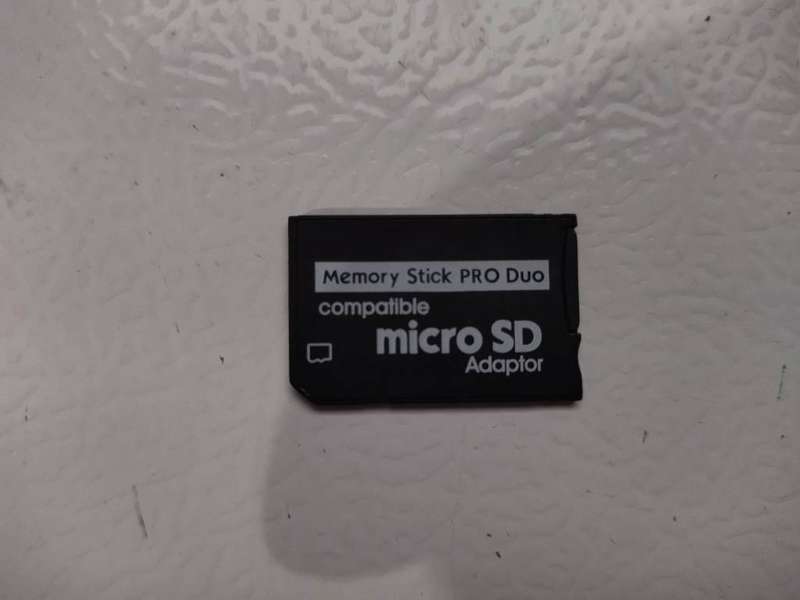 Memory Stick PRO Duo
compatible
micro SD
Adaptor